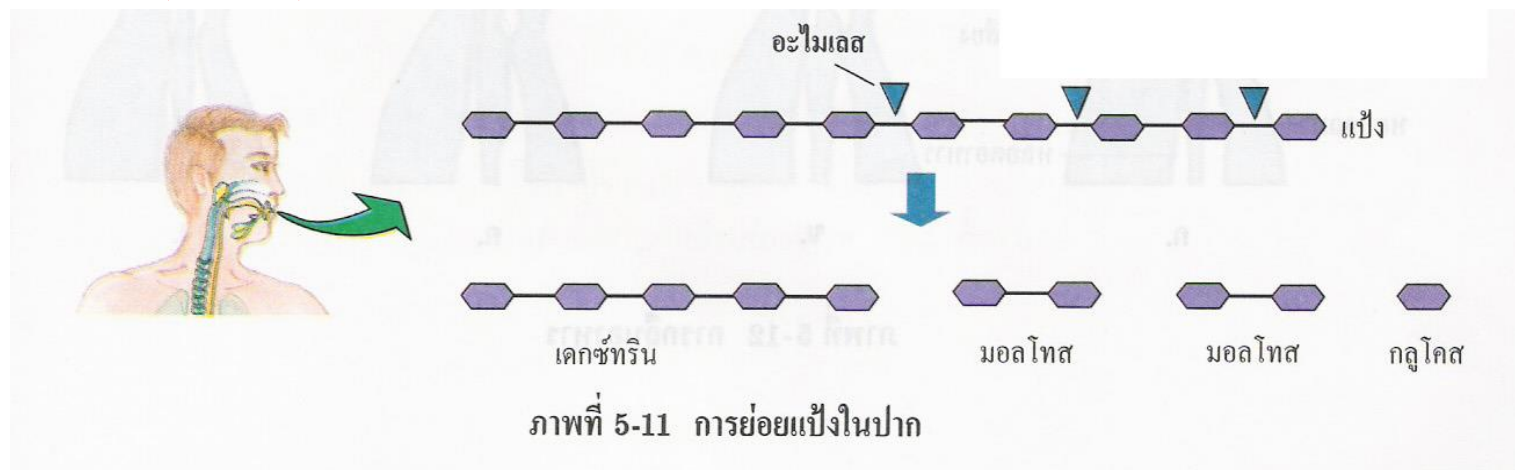 อะไมเลส
แป้ง
เดกซ์ทริน
มอลโทส
มอลโทส
กลูโคส
ภาพที่ 5-11 การย่อยแป้งในปาก